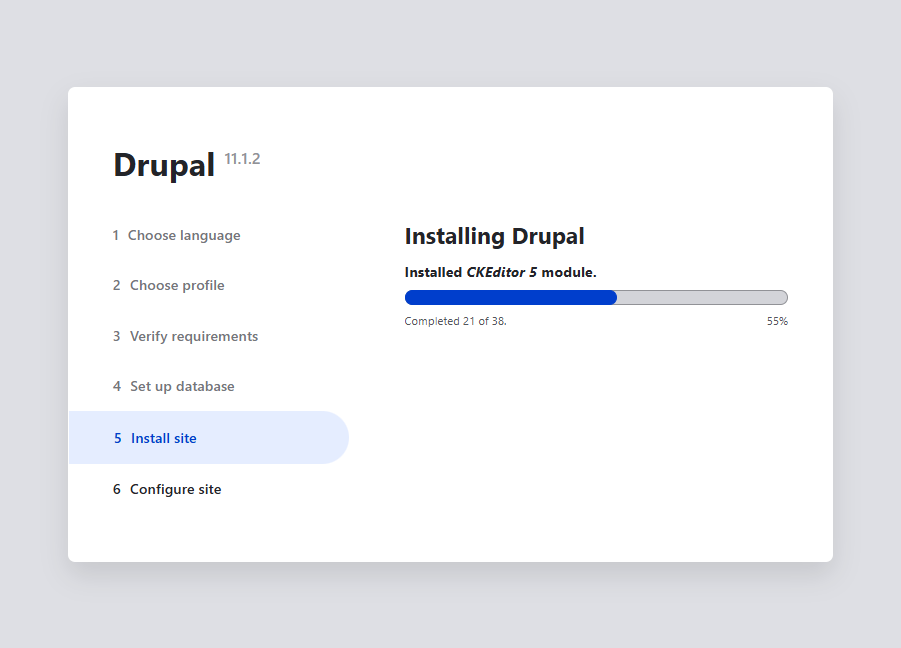 Drupal 11.1.2
1 Choose language
2 Choose profile
3 Verify requirements
4 Set up database
5 Install site
6 Configure site
Installing Drupal
Installed CKEditor 5 module.
Completed 21 of 38. 55%